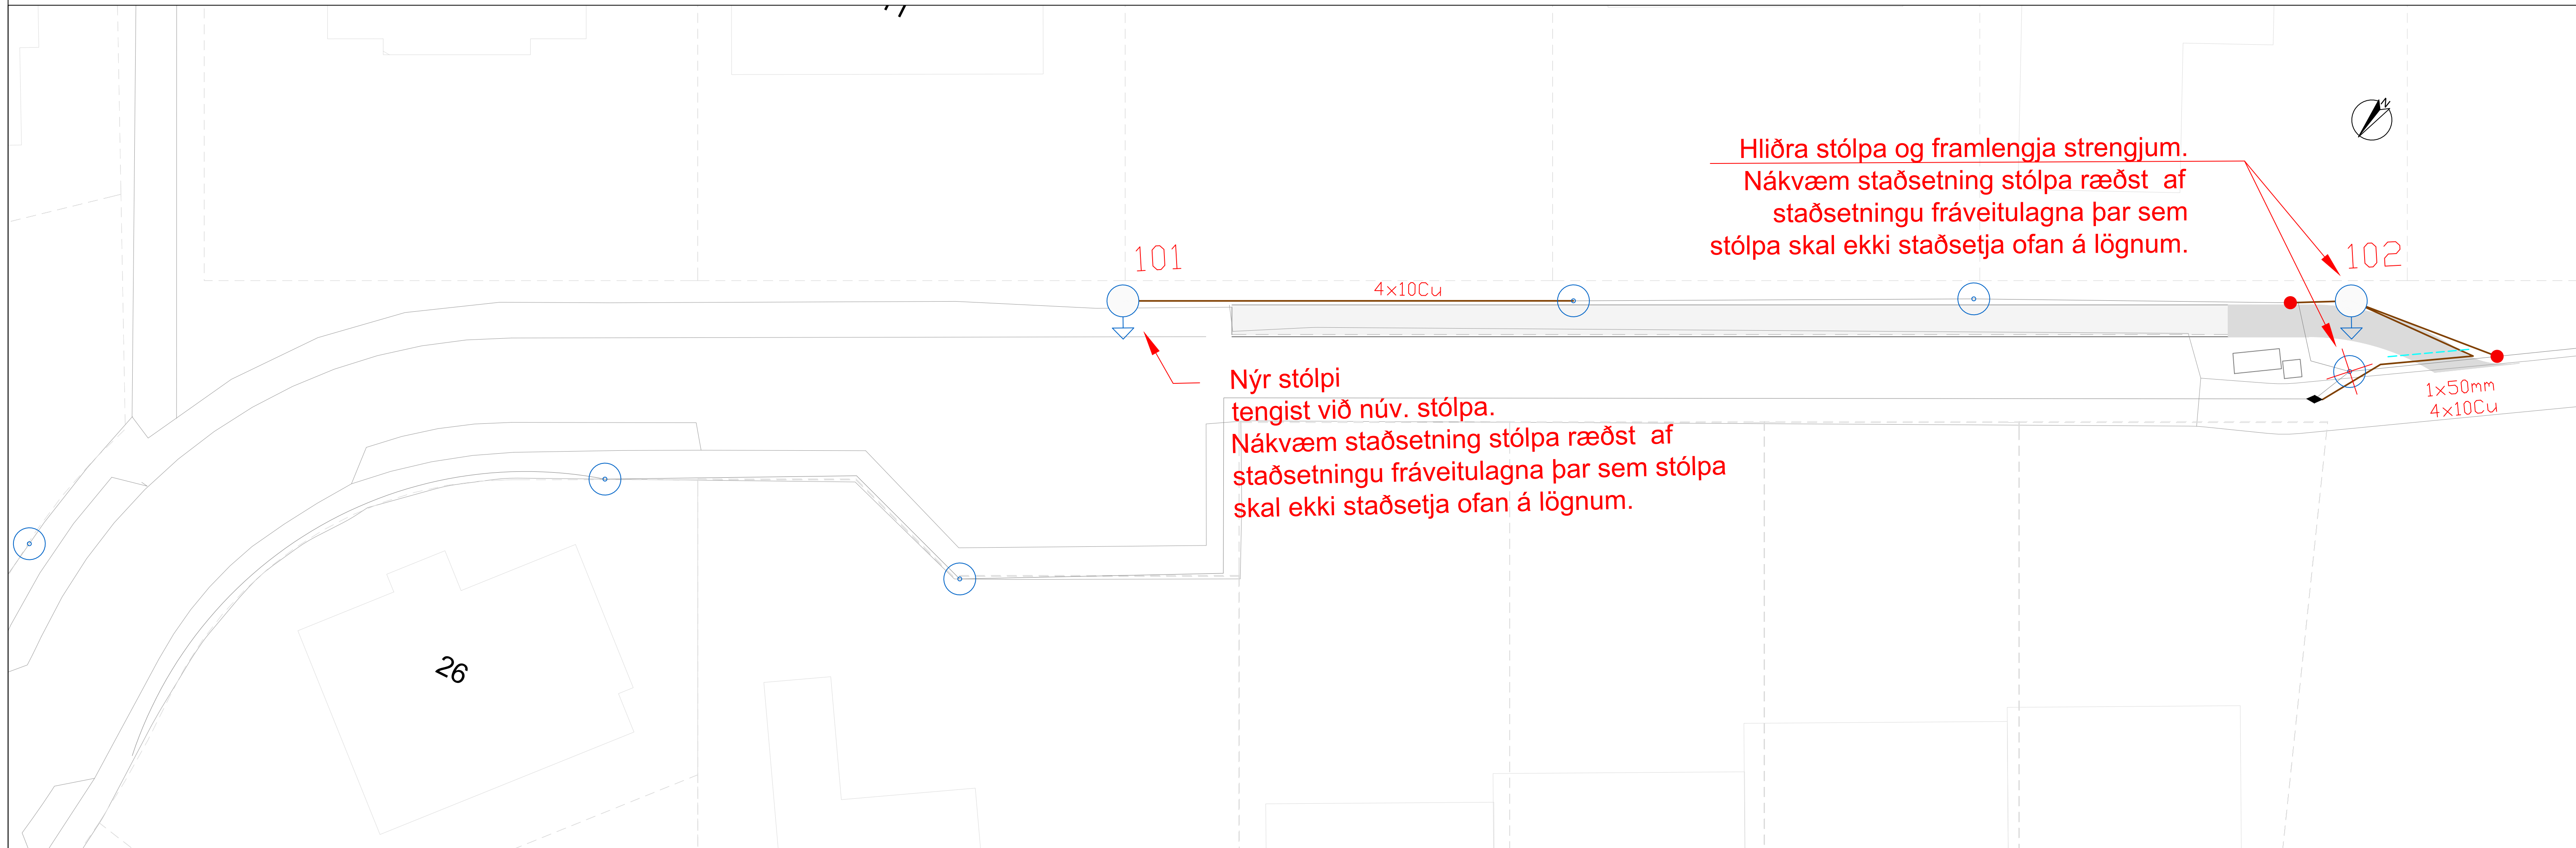 N
Hliðra stólpa og framlengja strengjum.
Nákvæm staðsetning stólpa ræðst af
staðsetningu fráveitulagna þar sem
stólpa skal ekki staðsetja ofan á lögnum.
101
102
4x10Cu
Nýr stólpi
tengist við núv. stólpa.
Nákvæm staðsetning stólpa ræðst af
staðsetningu fráveitulagna þar sem stólpa
skal ekki staðsetja ofan á lögnum.
1x50mm
4x10Cu
26